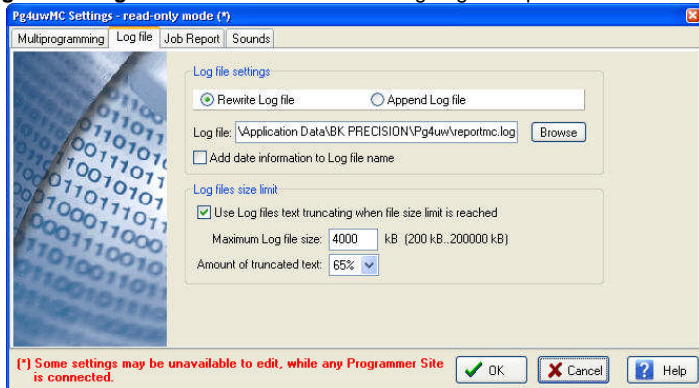 Pg4uwMC Settings - read-only mode (*)
Multiprogramming Log file Job Report Sounds
Log file settings
Rewrite Log file Append Log file
Log file: \Application Data\BK PRECISION\Pg4uw\reportmc.log Browse
Add date information to Log file name
Log files size limit
Use Log files text truncating when file size limit is reached
Maximum Log file size: 4000 kB (200 kB..200000 kB)
Amount of truncated text: 65%
(*) Some settings may be unavailable to edit, while any Programmer Site
is connected.
OK Cancel Help